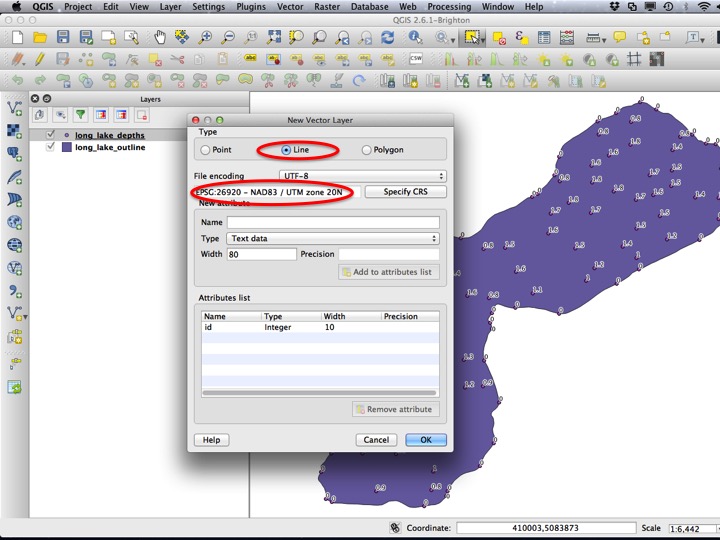 QGIS Project Edit View Layer Settings Plugins Vector Raster Database Web Processing Window Help
QGIS 2.6.1-Brighton
Layers
long_lake_depths
long_lake_outline
New Vector Layer
Type
Point Line Polygon
File encoding UTF-8
EPSG:26920 - NAD83 / UTM zone 20N Specify CRS
New attribute
Name
Type Text data
Width 80 Precision
Add to attributes list
Attributes list
Name Type Width Precision
id Integer 10
Remove attribute
Help Cancel OK
Coordinate: 410003,5083873 Scale 1:6,442